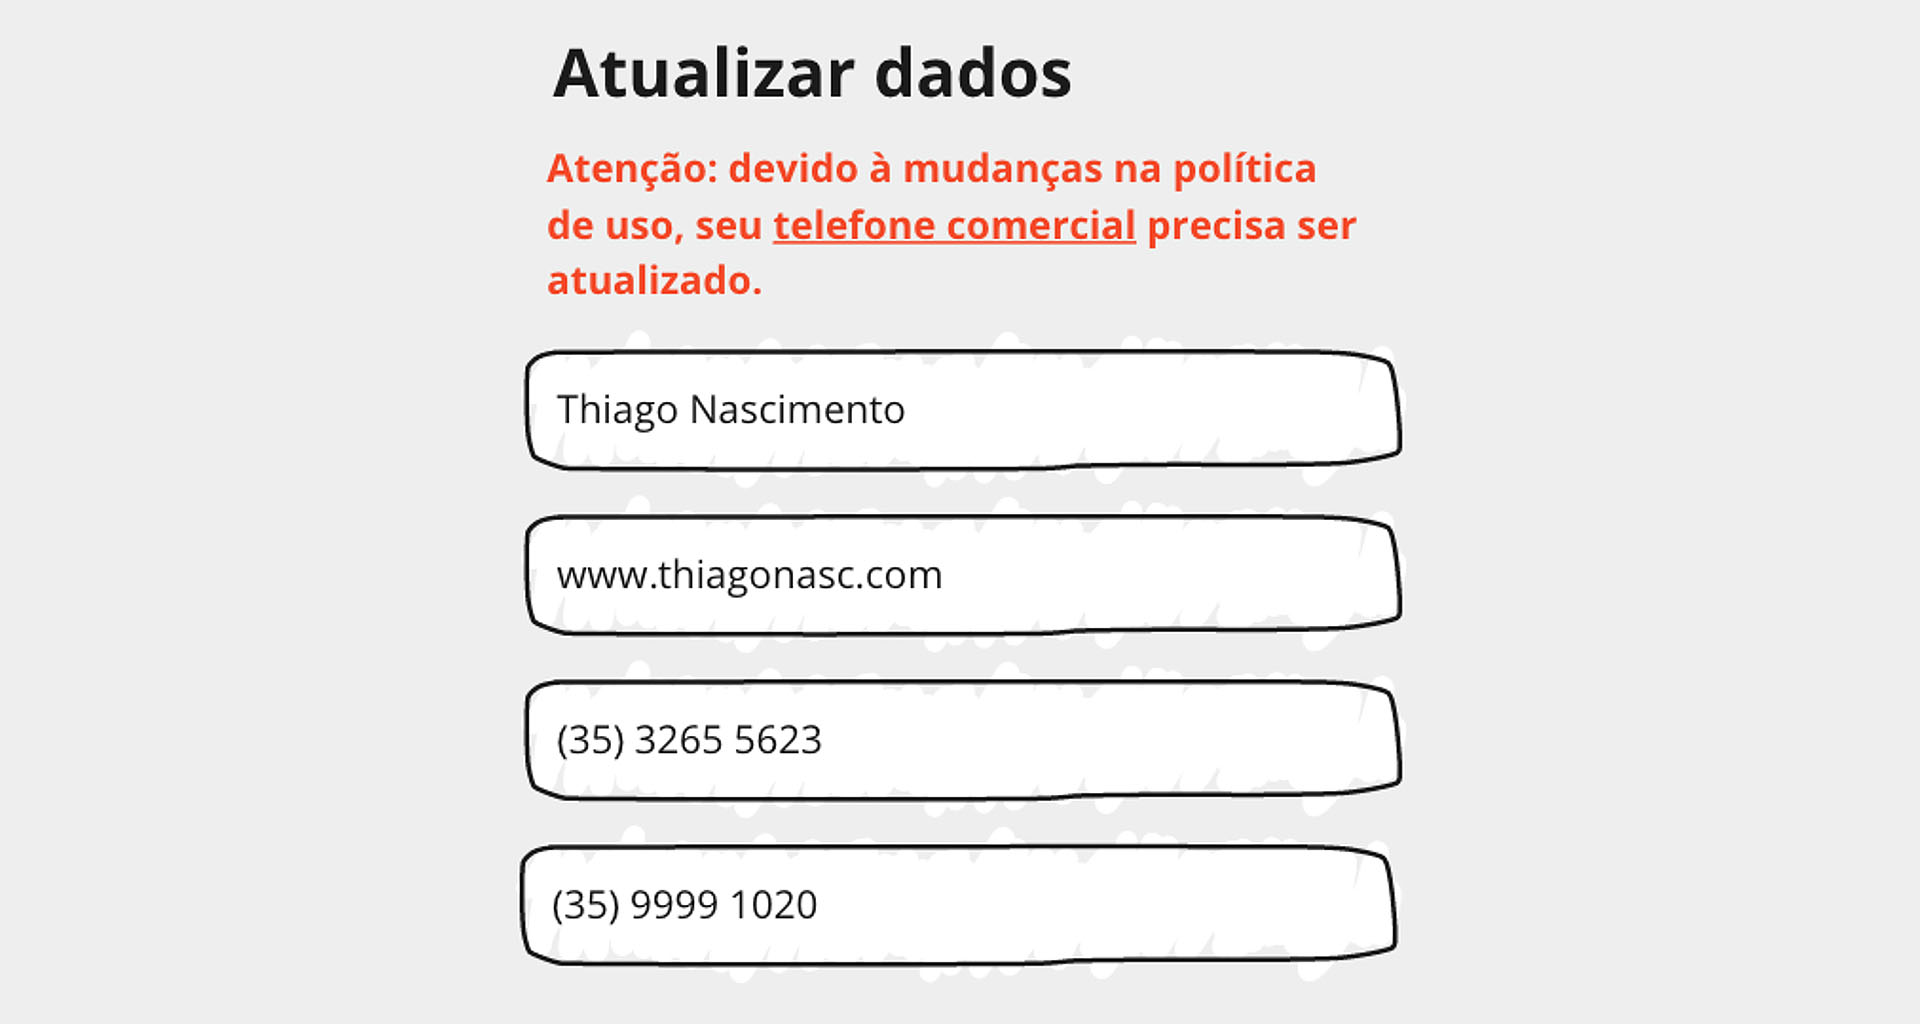 Atualizar dados
Atenção: devido à mudanças na política
de uso, seu telefone comercial precisa ser
atualizado.
Thiago Nascimento
www.thiagonasc.com
(35) 3265 5623
(35) 9999 1020